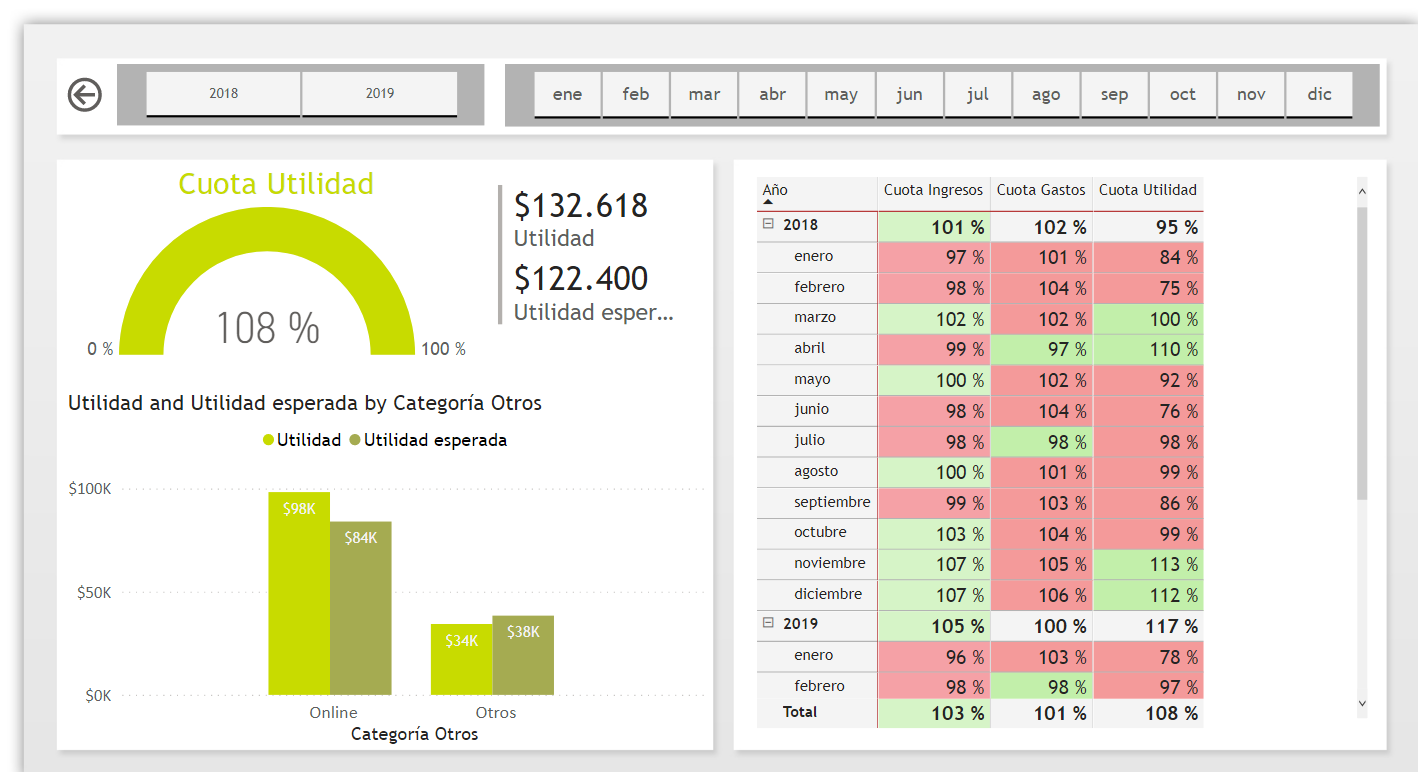 2018 2019 ene feb mar abr may jun jul ago sep oct nov dic
Cuota Utilidad
108 %
0 % 100 %
$132.618
Utilidad
$122.400
Utilidad esper...
Utilidad and Utilidad esperada by Categoría Otros
Utilidad Utilidad esperada
$100K
$50K
$0K
$98K
$84K
$34K
$38K
Online Otros
Categoría Otros
Año Cuota Ingresos Cuota Gastos Cuota Utilidad
2018 101 % 102 % 95 %
enero 97 % 101 % 84 %
febrero 98 % 104 % 75 %
marzo 102 % 102 % 100 %
abril 99 % 97 % 110 %
mayo 100 % 102 % 92 %
junio 98 % 104 % 76 %
julio 98 % 98 % 98 %
agosto 100 % 101 % 99 %
septiembre 99 % 103 % 86 %
octubre 103 % 104 % 99 %
noviembre 107 % 105 % 113 %
diciembre 107 % 106 % 112 %
2019 105 % 100 % 117 %
enero 96 % 103 % 78 %
febrero 98 % 98 % 97 %
Total 103 % 101 % 108 %